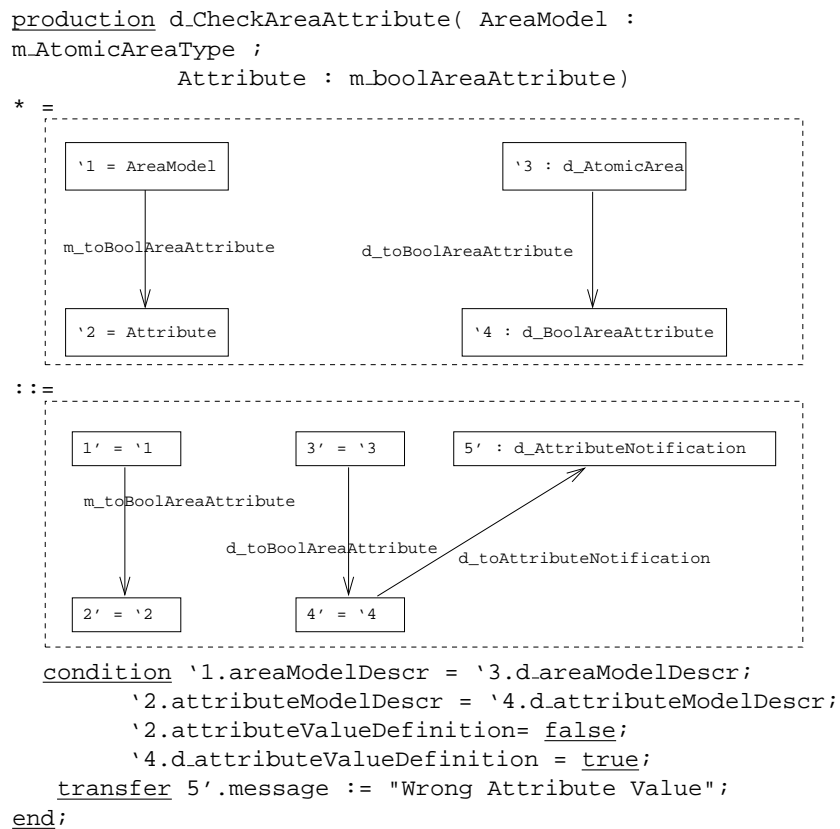 production d_CheckAreaAttribute( AreaModel :
m_AtomicAreaType ;
Attribute : m_boolAreaAttribute)
* =
‘1 = AreaModel
‘3 : d_AtomicArea
m_toBoolAreaAttribute
d_toBoolAreaAttribute
‘2 = Attribute
‘4 : d_BoolAreaAttribute
::=
1’ = ‘1
3’ = ‘3
5’ : d_AttributeNotification
m_toBoolAreaAttribute
d_toBoolAreaAttribute
d_toAttributeNotification
2’ = ‘2
4’ = ‘4
condition ‘1.areaModelDescr = ‘3.d_areaModelDescr;
‘2.attributeModelDescr = ‘4.d_attributeModelDescr;
‘2.attributeValueDefinition= false;
‘4.d_attributeValueDefinition = true;
transfer 5’.message := "Wrong Attribute Value";
end;